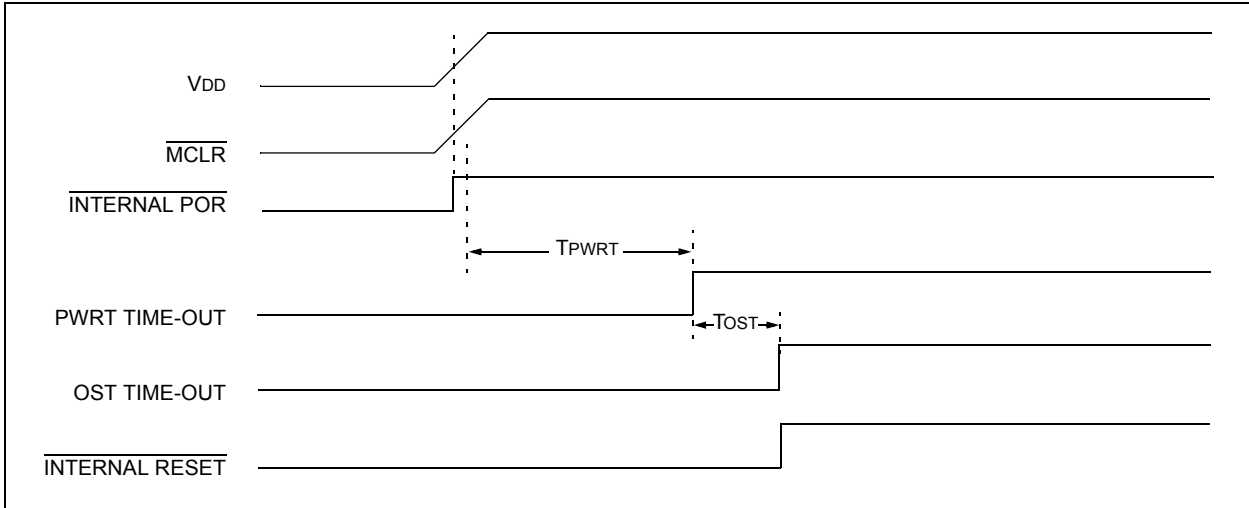 VDD
MCLR
INTERNAL POR
TPWRT
PWRT TIME-OUT
TOST
OST TIME-OUT
INTERNAL RESET